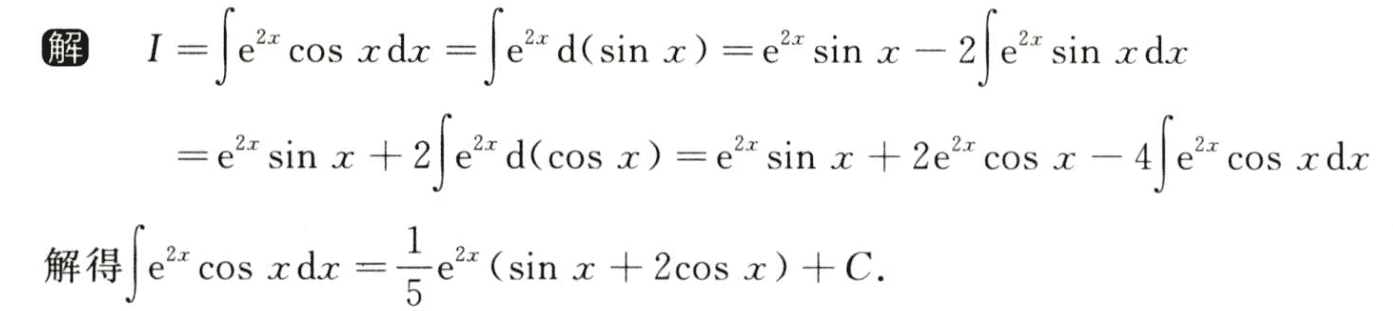 解 I = ∫e^{2x} cos x dx = ∫e^{2x} d(sin x) = e^{2x} sin x − 2∫e^{2x} sin x dx
= e^{2x} sin x + 2∫e^{2x} d(cos x) = e^{2x} sin x + 2e^{2x} cos x − 4∫e^{2x} cos x dx
解得∫e^{2x} cos x dx = \frac{1}{5}e^{2x} (sin x + 2cos x) + C.